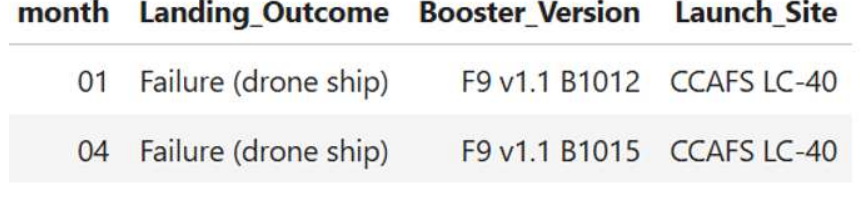 month Landing_Outcome Booster_Version Launch_Site
01 Failure (drone ship) F9 v1.1 B1012 CCAFS LC-40
04 Failure (drone ship) F9 v1.1 B1015 CCAFS LC-40